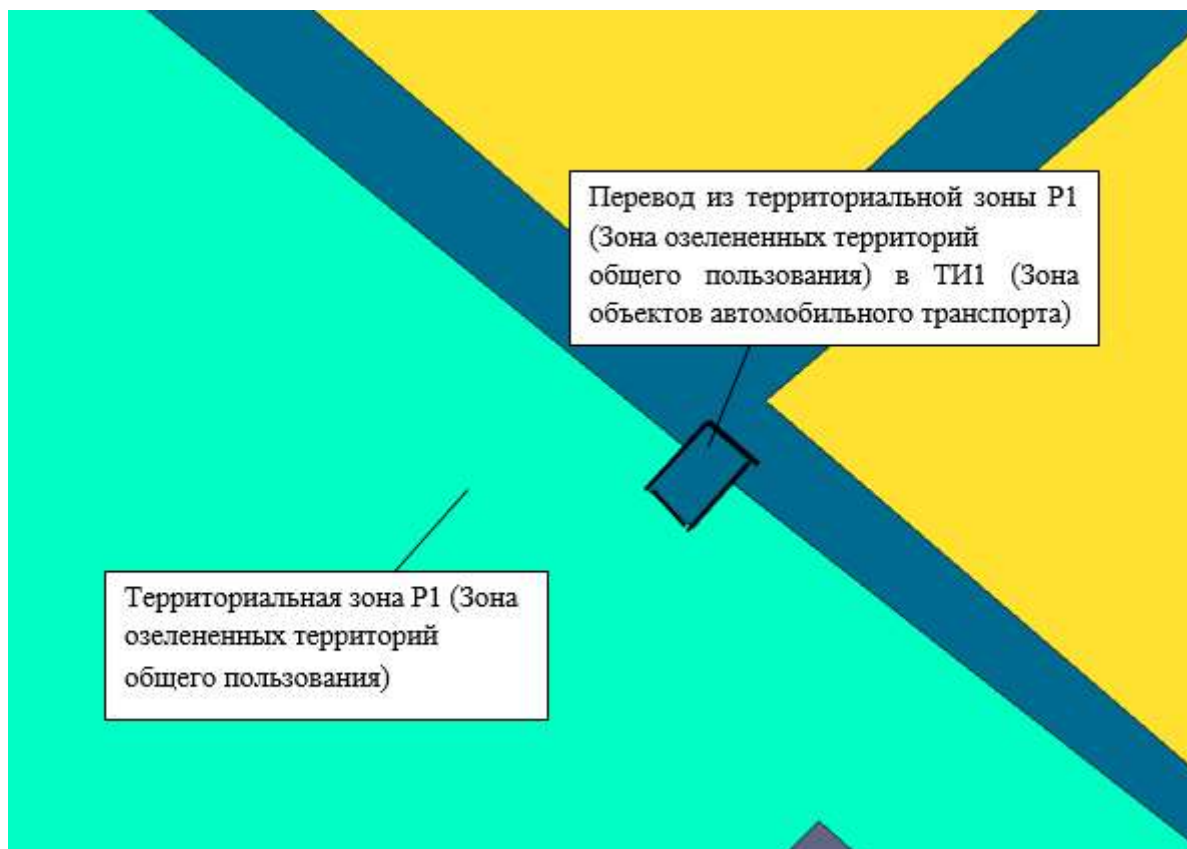 Перевод из территориальной зоны Р1
(Зона озелененных территорий
общего пользования) в ТИ1 (Зона
объектов автомобильного транспорта)
Территориальная зона Р1 (Зона
озелененных территорий
общего пользования)